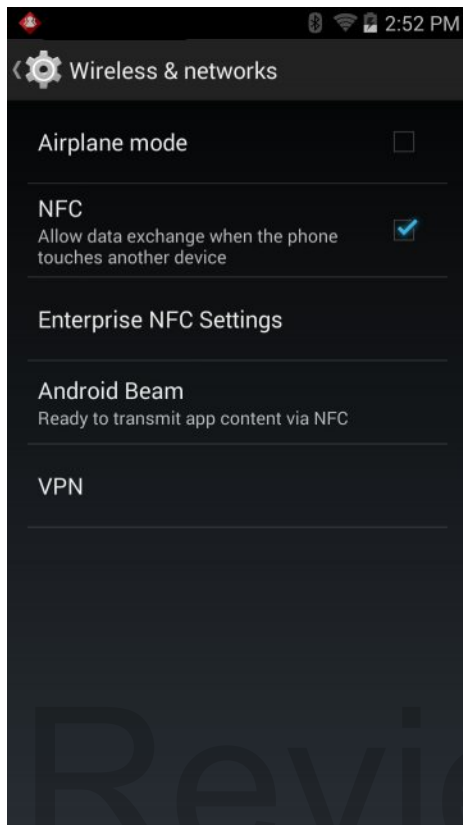 2:52 PM
Wireless & networks
Airplane mode
NFC
Allow data exchange when the phone
touches another device
Enterprise NFC Settings
Android Beam
Ready to transmit app content via NFC
VPN